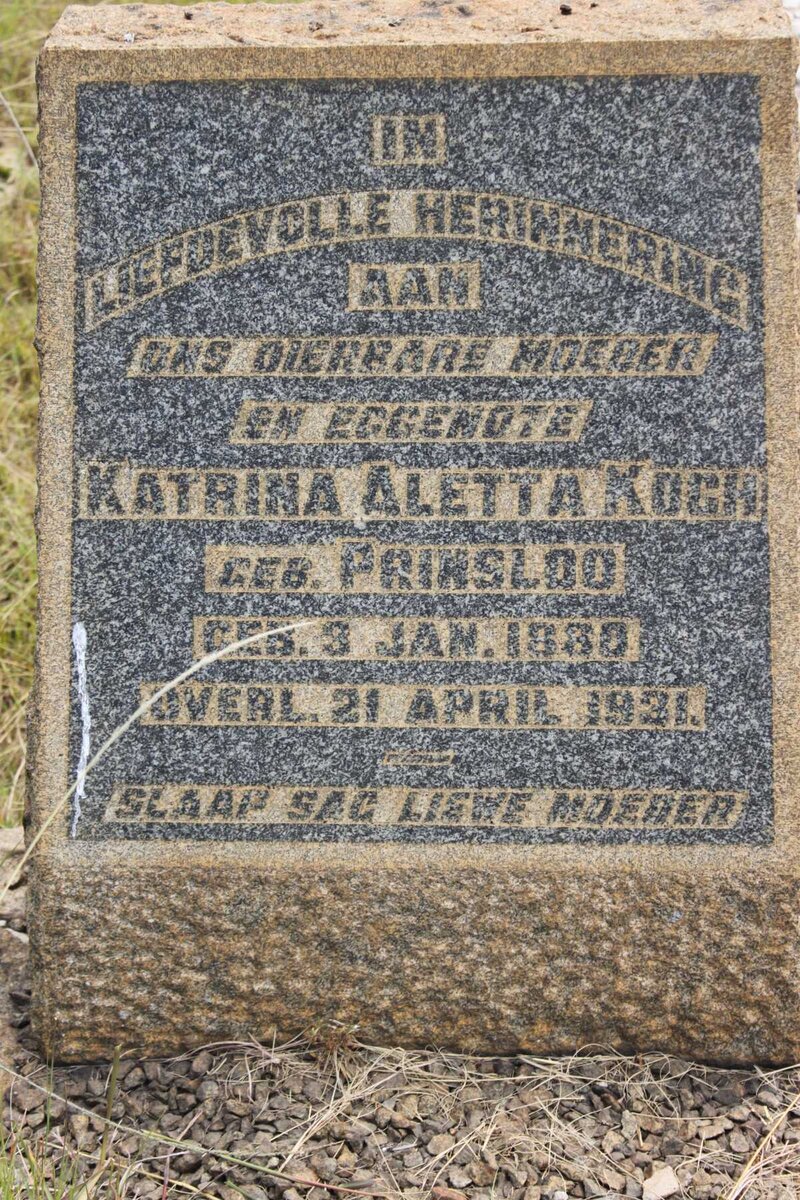 IN
LIEFDEVOLLE HERINNERING
AAN
ONS DIERBARE MOEDER
EN EGGENOTE
KATRINA ALETTA KOCH
GEB. PRINSLOO
GEB. 3 JAN. 1880
OVERL. 21 APRIL 1931.
SLAAP SAG LIEWE MOEDER